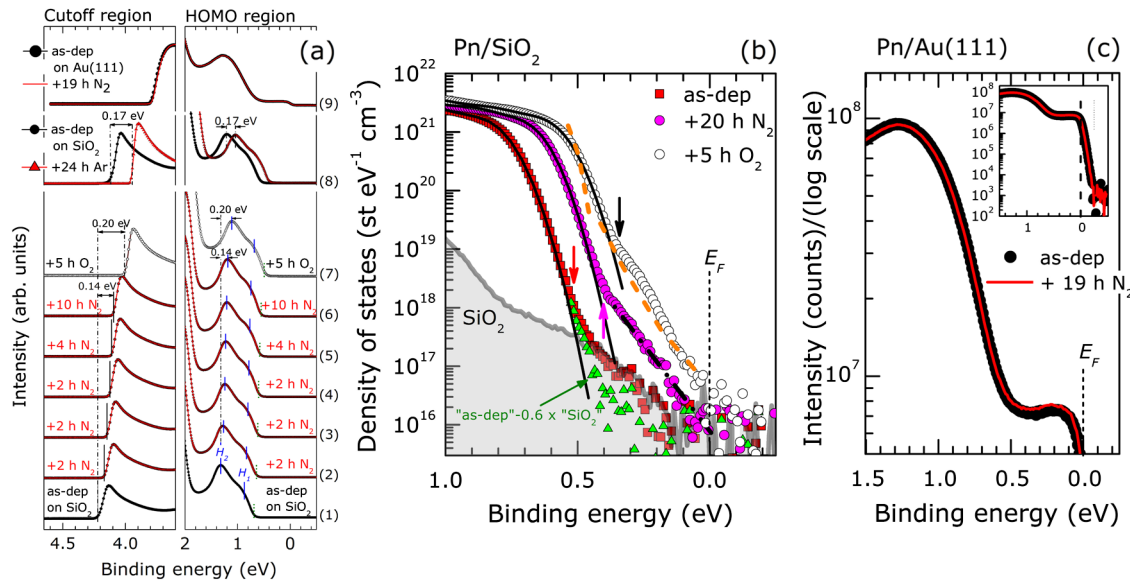 Cutoff region
HOMO region
(a)
as-dep
on Au(111)
+19 h N2
(9)
0.17 eV
0.17
as-dep
on SiO2
+24 h Ar
(8)
0.20 eV
0.20 eV
+5 h O2
+5 h O2
(7)
0.14 eV
0.14 eV
+10 h N2
+10 h N2
(6)
+4 h N2
+4 h N2
(5)
+2 h N2
+2 h N2
(4)
+2 h N2
+2 h N2
(3)
+2 h N2
+2 h N2
(2)
H2
H1
as-dep
on SiO2
as-dep
on SiO2
(1)
4.5 4.0
2 1 0
Binding energy (eV)
Intensity (arb. units)
Pn/SiO2
(b)
as-dep
+20 h N2
+5 h O2
EF
SiO2
"as-dep"-0.6 x "SiO2"
10^22
10^21
10^20
10^19
10^18
10^17
10^16
1.0 0.5 0.0
Binding energy (eV)
Density of states (st eV^-1 cm^-3)
Pn/Au(111)
(c)
10^8
10^7
10^8
10^7
10^6
10^5
10^4
10^3
10^2
1 0
as-dep
+ 19 h N2
EF
1.5 1.0 0.5 0.0
Binding energy (eV)
Intensity (counts)/(log scale)